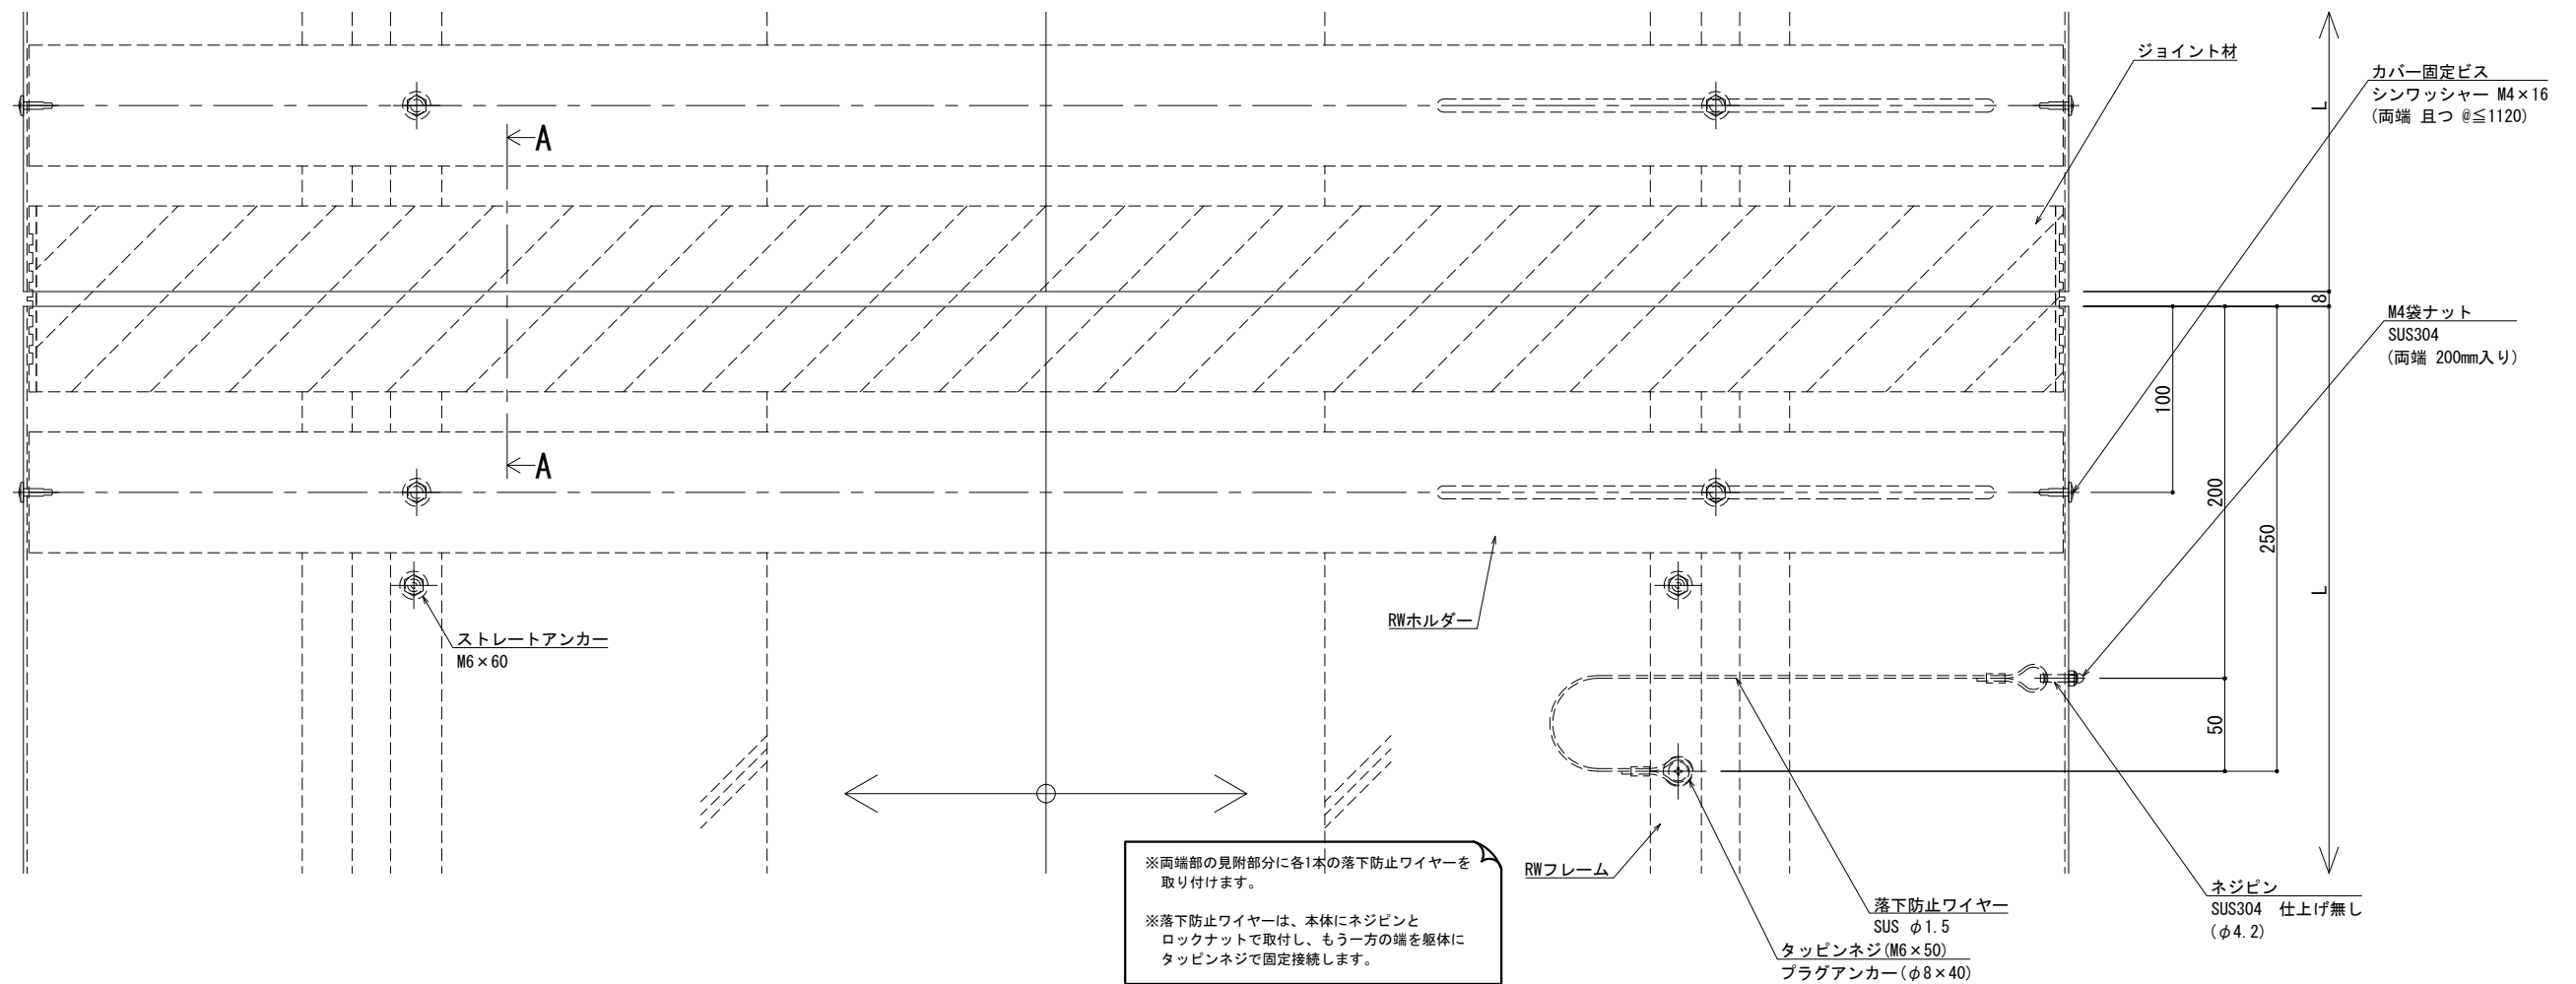 ジョイント材
カバー固定ビス
シンワッシャー M4×16
(両端 且つ @≦1120)
L
A
8
M4袋ナット
SUS304
(両端 200mm入り)
100
A
200
250
L
RWホルダー
ストレートアンカー
M6×60
50
※両端部の見附部分に各1本の落下防止ワイヤーを
取り付けます。
※落下防止ワイヤーは、本体にネジピンと
ロックナットで取付し、もう一方の端を躯体に
タッピンネジで固定接続します。
RWフレーム
落下防止ワイヤー
SUS φ1.5
タッピンネジ(M6×50)
プラグアンカー(φ8×40)
ネジピン
SUS304 仕上げ無し
(φ4.2)